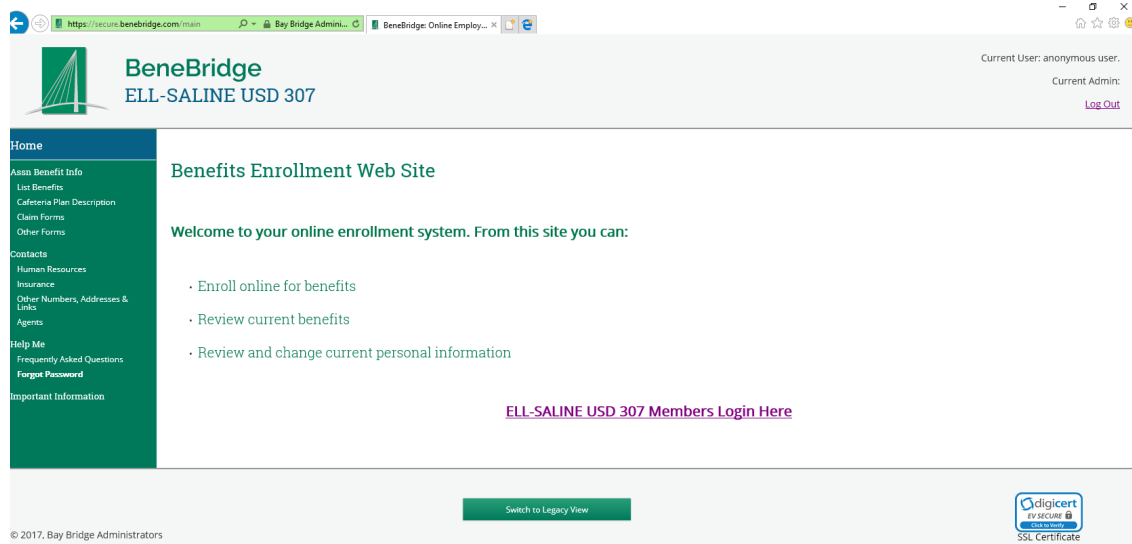 https://secure.benebridge.com/main
Bay Bridge Admini...
BeneBridge: Online Employ...
BeneBridge
ELL-SALINE USD 307
Current User: anonymous user.
Current Admin:
Log Out
Home
Assn Benefit Info
List Benefits
Cafeteria Plan Description
Claim Forms
Other Forms
Contacts
Human Resources
Insurance
Other Numbers, Addresses &
Links
Agents
Help Me
Frequently Asked Questions
Forgot Password
Important Information
Benefits Enrollment Web Site
Welcome to your online enrollment system. From this site you can:
• Enroll online for benefits
• Review current benefits
• Review and change current personal information
ELL-SALINE USD 307 Members Login Here
Switch to Legacy View
digicert
EV SECURE
Click to Verify
SSL Certificate
© 2017, Bay Bridge Administrators